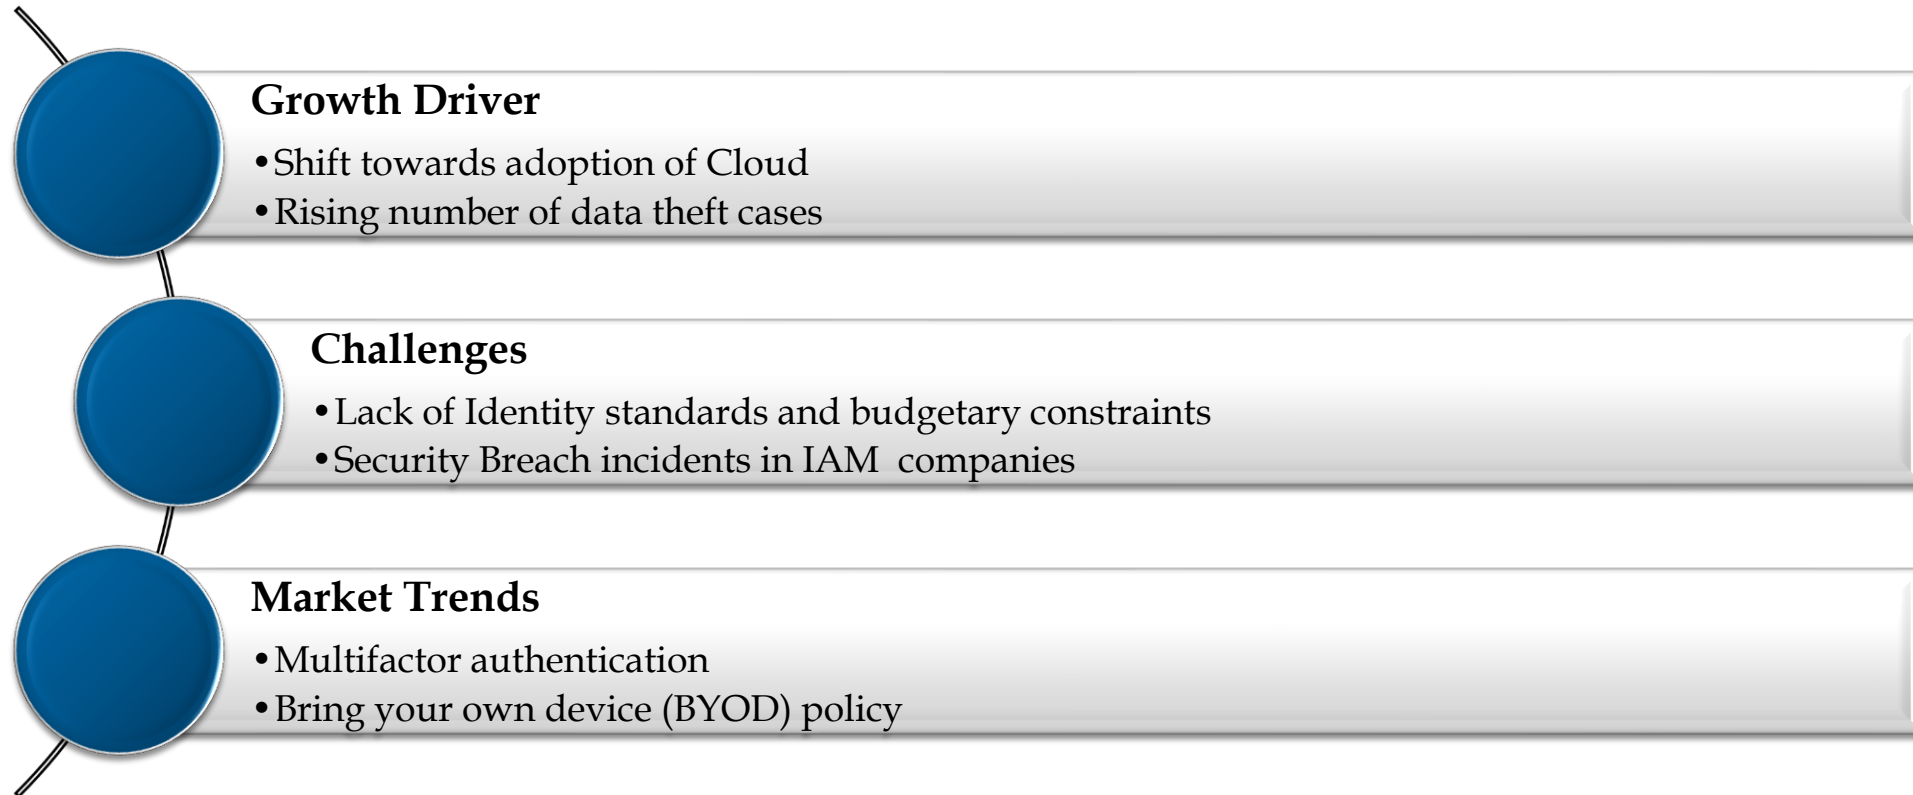 Growth Driver
•Shift towards adoption of Cloud
•Rising number of data theft cases
Challenges
•Lack of Identity standards and budgetary constraints
•Security Breach incidents in IAM  companies
Market Trends
•Multifactor authentication
•Bring your own device (BYOD) policy